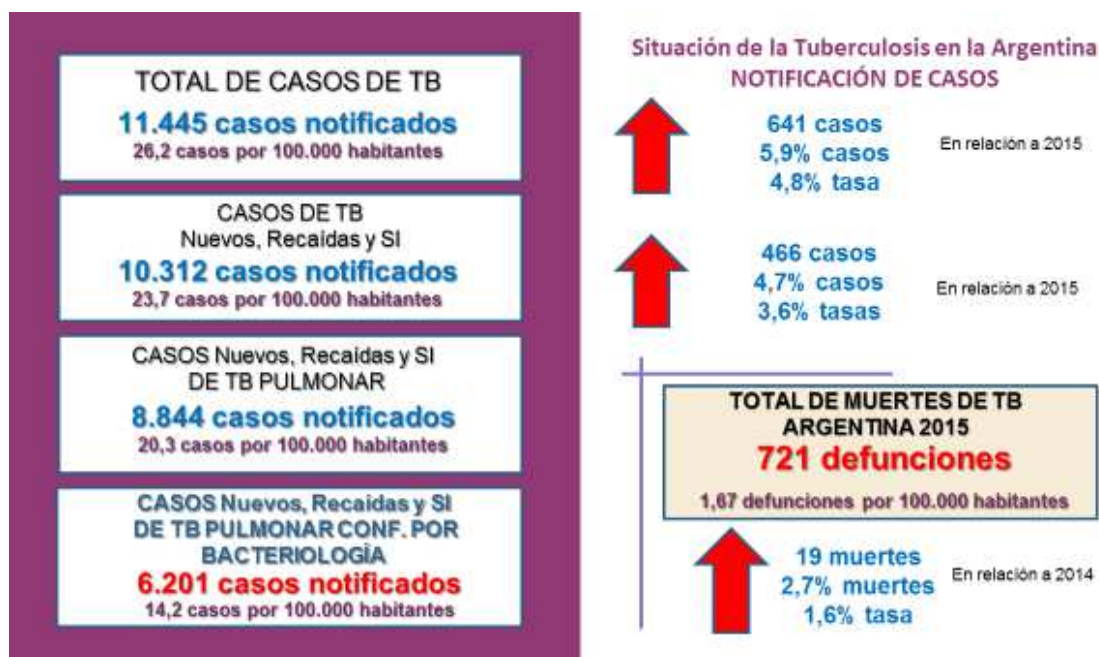 TOTAL DE CASOS DE TB
11.445 casos notificados
26,2 casos por 100.000 habitantes
CASOS DE TB
Nuevos, Recaidas y SI
10.312 casos notificados
23,7 casos por 100.000 habitantes
CASOS Nuevos, Recaidas y SI
DE TB PULMONAR
8.844 casos notificados
20,3 casos por 100.000 habitantes
CASOS Nuevos, Recaidas y SI
DE TB PULMONAR CONF. POR
BACTERIOLOGÍA
6.201 casos notificados
14,2 casos por 100.000 habitantes
Situación de la Tuberculosis en la Argentina
NOTIFICACIÓN DE CASOS
641 casos
5,9% casos
4,8% tasa
En relación a 2015
466 casos
4,7% casos
3,6% tasas
En relación a 2015
TOTAL DE MUERTES DE TB
ARGENTINA 2015
721 defunciones
1,67 defunciones por 100.000 habitantes
19 muertes
2,7% muertes
1,6% tasa
En relación a 2014